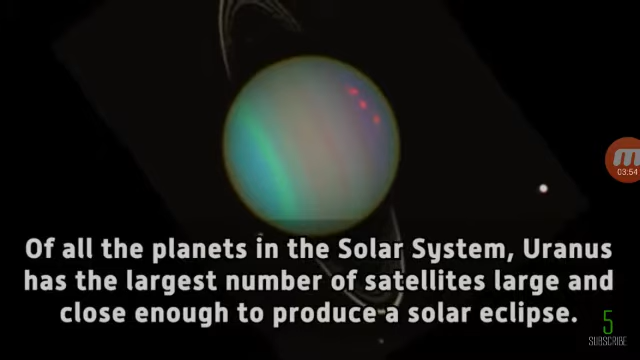 03:54
Of all the planets in the Solar System, Uranus
has the largest number of satellites large and
close enough to produce a solar eclipse.
5
SUBSCRIBE